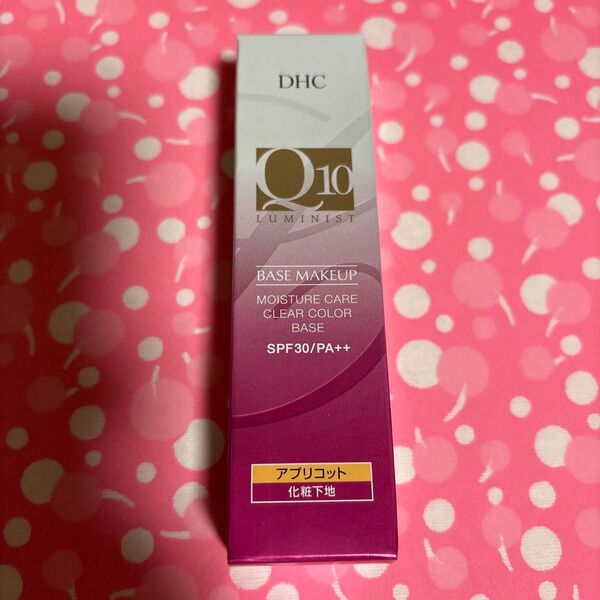 DHC
Q10
LUMINIST
BASE MAKEUP
MOISTURE CARE
CLEAR COLOR
BASE
SPF30/PA++
アプリコット
化粧下地